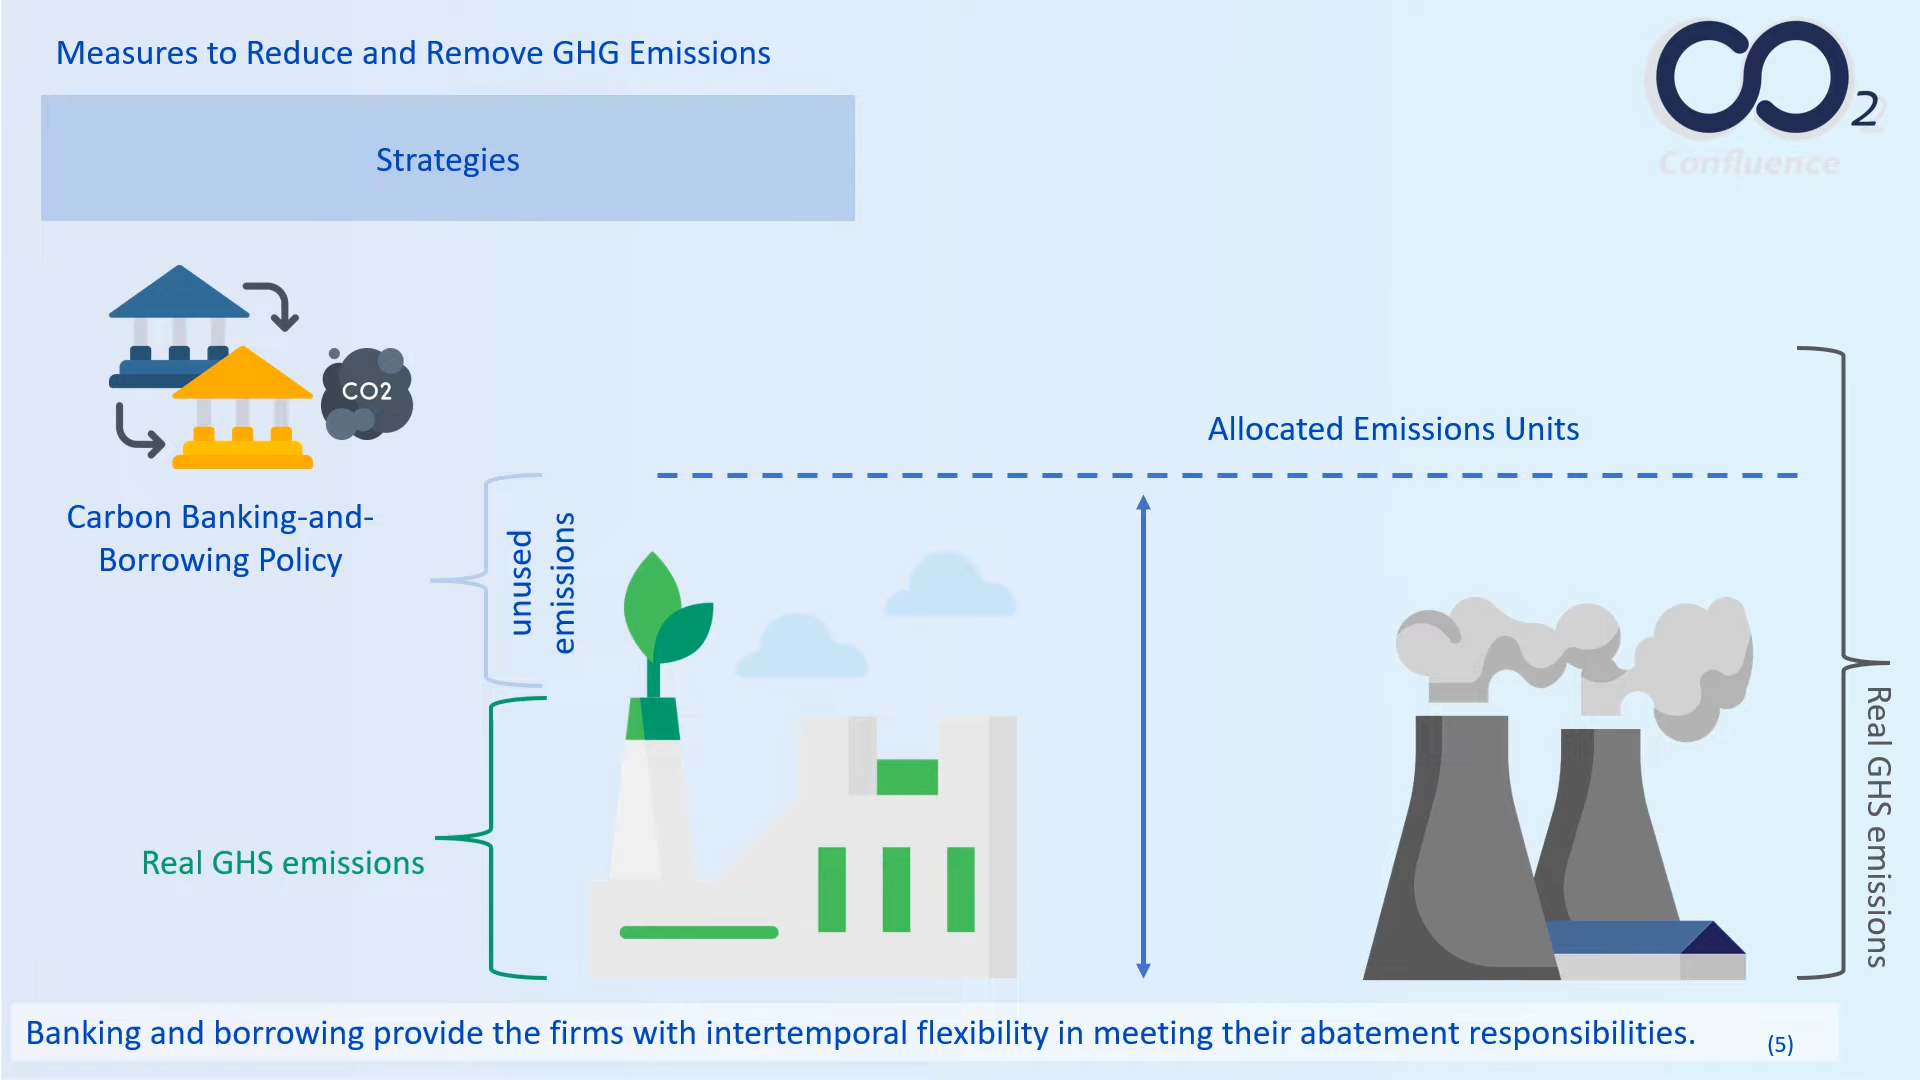 Measures to Reduce and Remove GHG Emissions
Strategies
CO2
Confluence
CO2
Carbon Banking-and-
Borrowing Policy
unused
emissions
Allocated Emissions Units
Real GHS emissions
Real GHS emissions
Banking and borrowing provide the firms with intertemporal flexibility in meeting their abatement responsibilities.
(5)